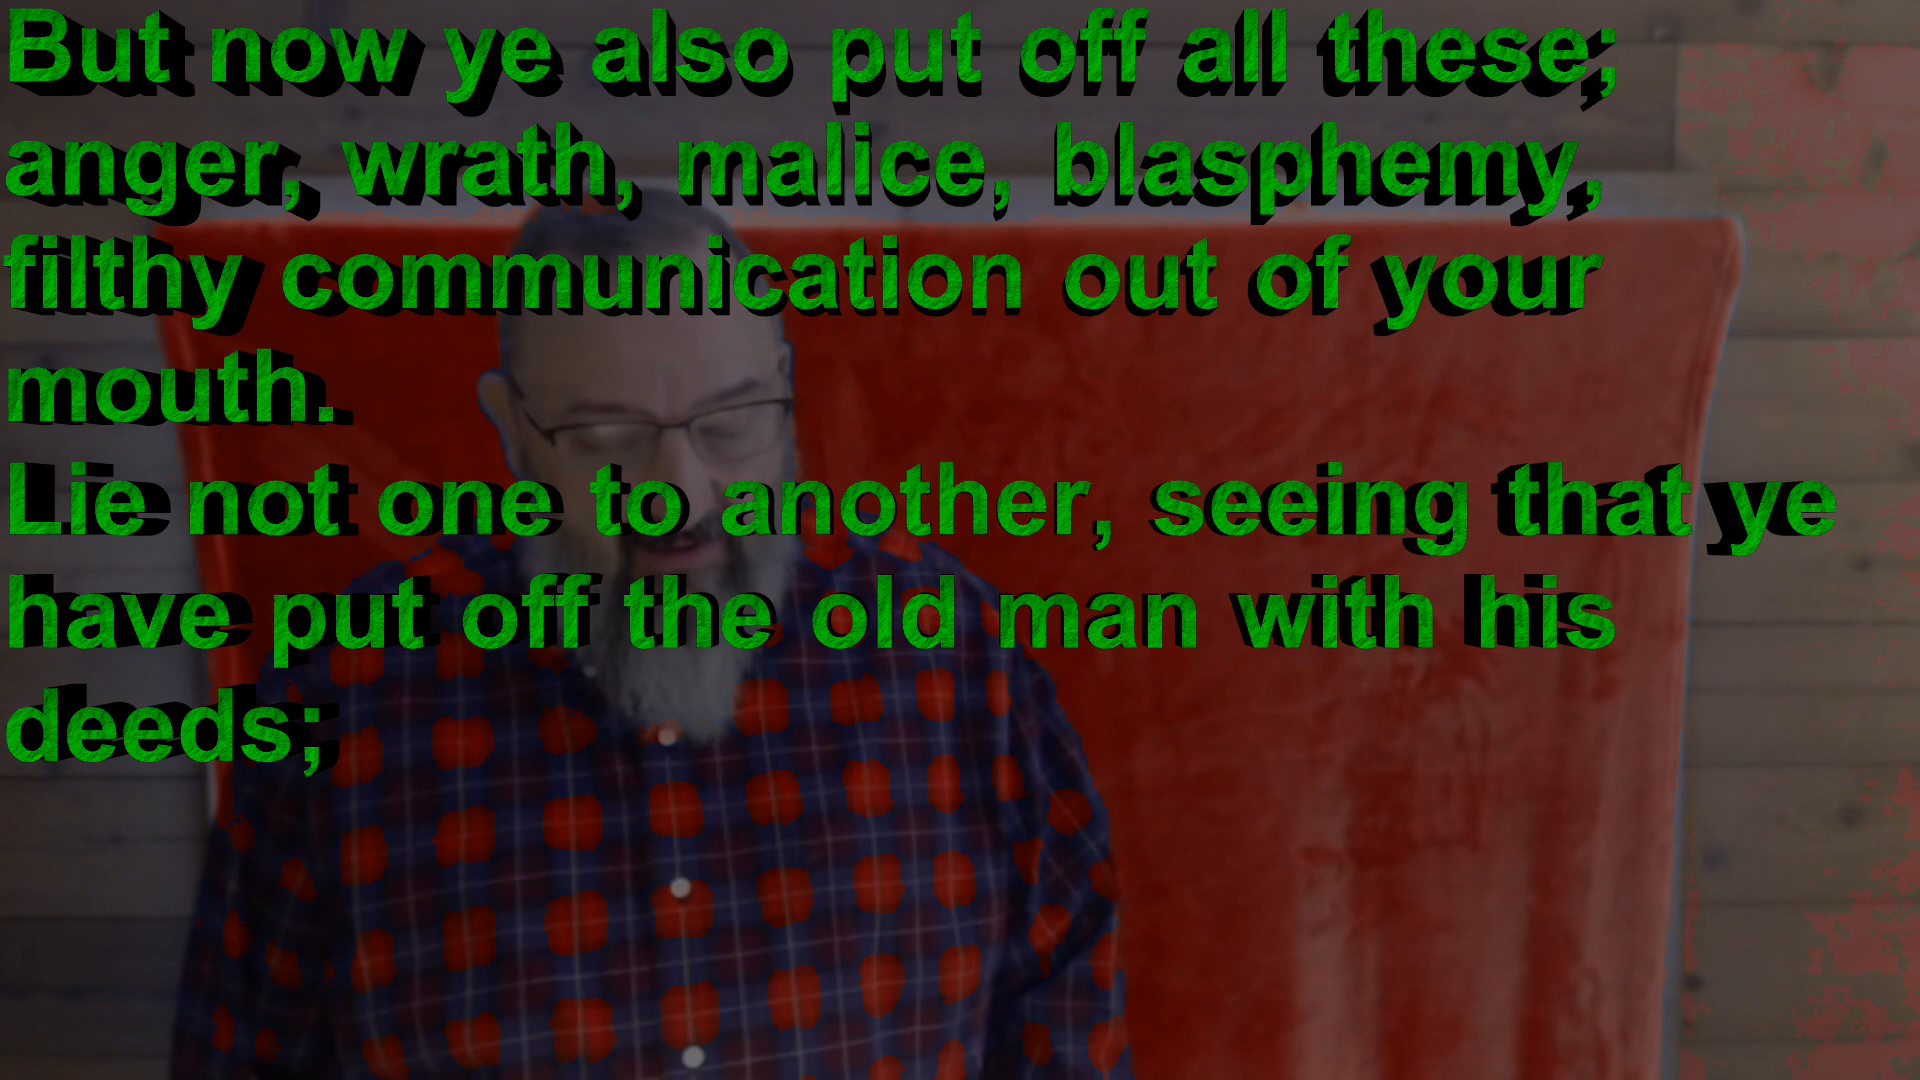 But now ye also put off all these;
anger, wrath, malice, blasphemy,
filthy communication out of your
mouth.
Lie not one to another, seeing that ye
have put off the old man with his
deeds;